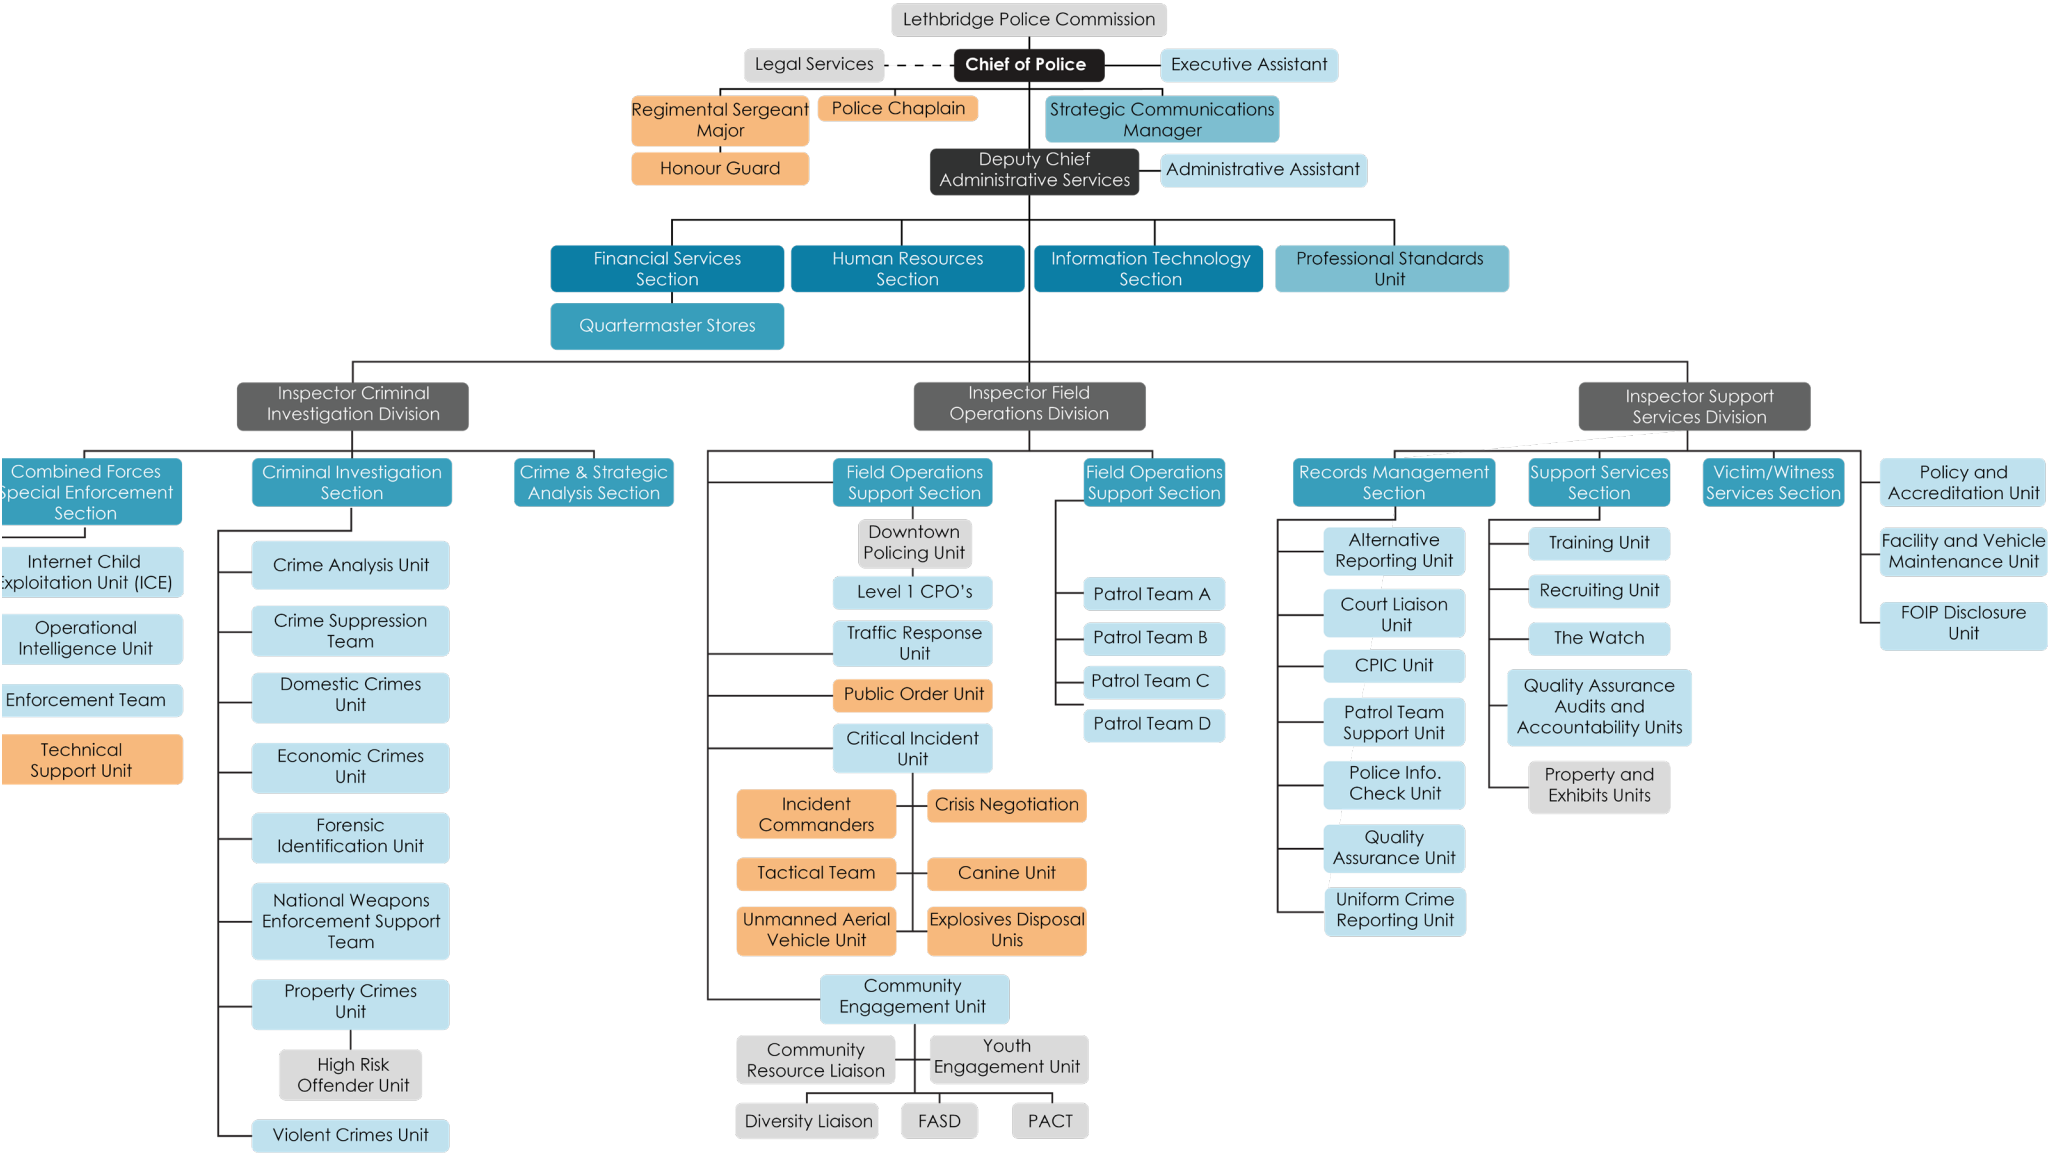 Lethbridge Police Commission
Legal Services
Chief of Police
Executive Assistant
Regimental Sergeant
Major
Police Chaplain
Strategic Communications
Manager
Honour Guard
Deputy Chief
Administrative Services
Administrative Assistant
Financial Services
Section
Human Resources
Section
Information Technology
Section
Professional Standards
Unit
Quartermaster Stores
Inspector Criminal
Investigation Division
Inspector Field
Operations Division
Inspector Support
Services Division
Combined Forces
Special Enforcement
Section
Internet Child
Exploitation Unit (ICE)
Operational
Intelligence Unit
Enforcement Team
Technical
Support Unit
Criminal Investigation
Section
Crime Analysis Unit
Crime Suppression
Team
Domestic Crimes
Unit
Economic Crimes
Unit
Forensic
Identification Unit
National Weapons
Enforcement Support
Team
Property Crimes
Unit
High Risk
Offender Unit
Violent Crimes Unit
Crime & Strategic
Analysis Section
Field Operations
Support Section
Downtown
Policing Unit
Level 1 CPO's
Traffic Response
Unit
Public Order Unit
Critical Incident
Unit
Incident
Commanders
Crisis Negotiation
Tactical Team
Canine Unit
Unmanned Aerial
Vehicle Unit
Explosives Disposal
Unis
Community
Engagement Unit
Community
Resource Liaison
Youth
Engagement Unit
Diversity Liaison
FASD
PACT
Field Operations
Support Section
Patrol Team A
Patrol Team B
Patrol Team C
Patrol Team D
Records Management
Section
Alternative
Reporting Unit
Court Liaison
Unit
CPIC Unit
Patrol Team
Support Unit
Police Info.
Check Unit
Quality
Assurance Unit
Uniform Crime
Reporting Unit
Support Services
Section
Training Unit
Recruiting Unit
The Watch
Quality Assurance
Audits and
Accountability Units
Property and
Exhibits Units
Victim/Witness
Services Section
Policy and
Accreditation Unit
Facility and Vehicle
Maintenance Unit
FOIP Disclosure
Unit